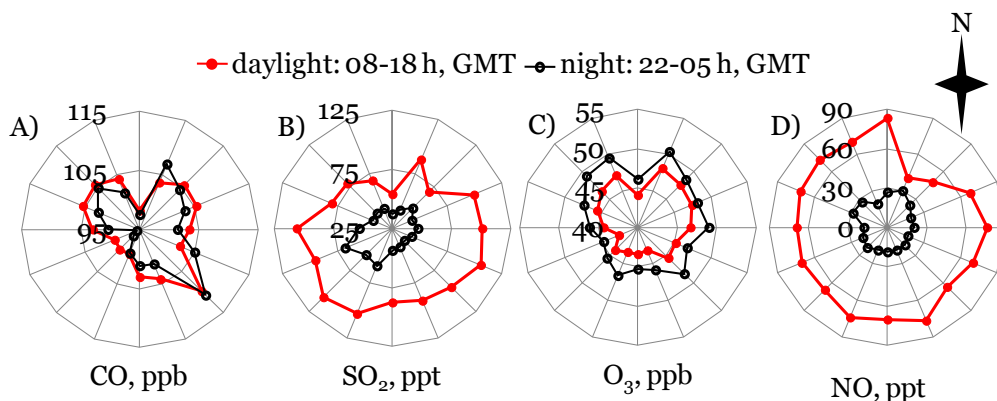 N
daylight: 08-18 h, GMT night: 22-05 h, GMT
A) 115 105 95
B) 125 75 25
C) 55 50 45 40
D) 90 60 30 0
CO, ppb
SO₂, ppt
O₃, ppb
NO, ppt